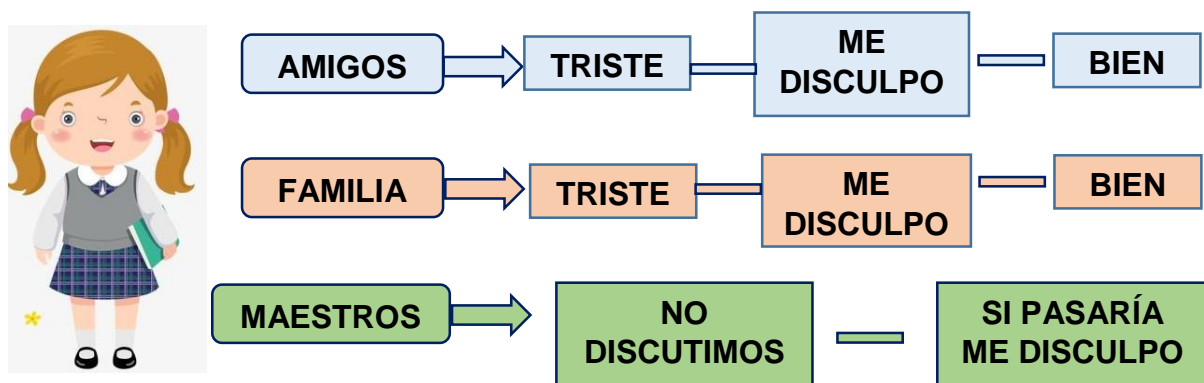 AMIGOS
TRISTE
ME
DISCULPO
BIEN
FAMILIA
TRISTE
ME
DISCULPO
BIEN
MAESTROS
NO
DISCUTIMOS
SI PASARÍA
ME DISCULPO